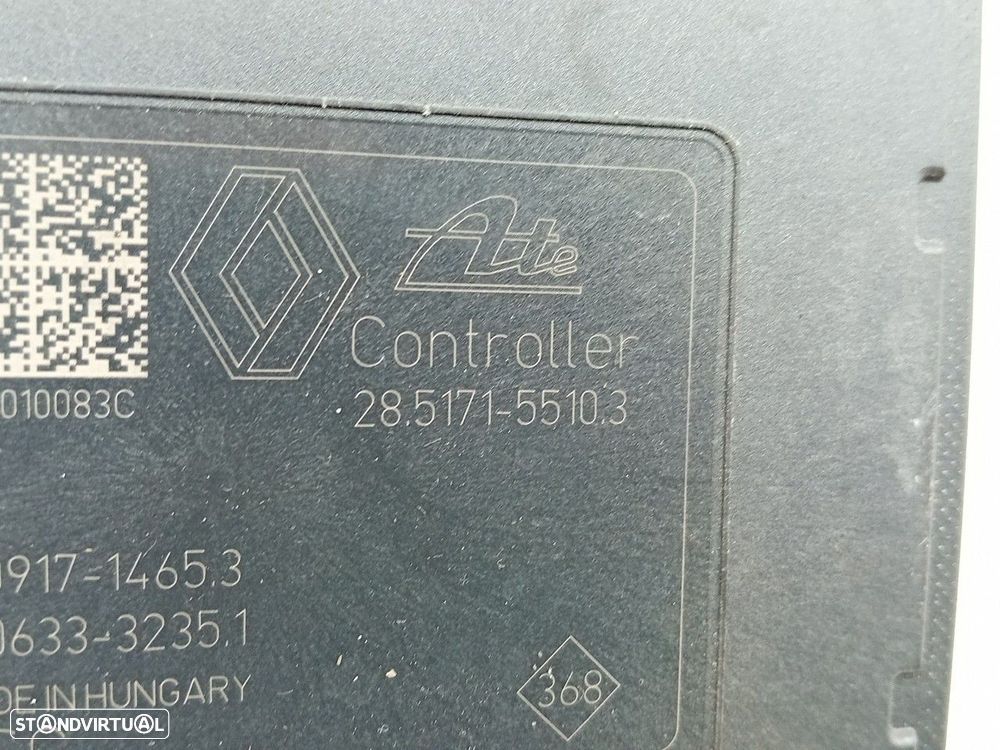 Ate
Controller
010083C
28.5171-5510.3
0917-1465.3
0633-3235.1
DE IN HUNGARY
368
STANDVIRTUAL